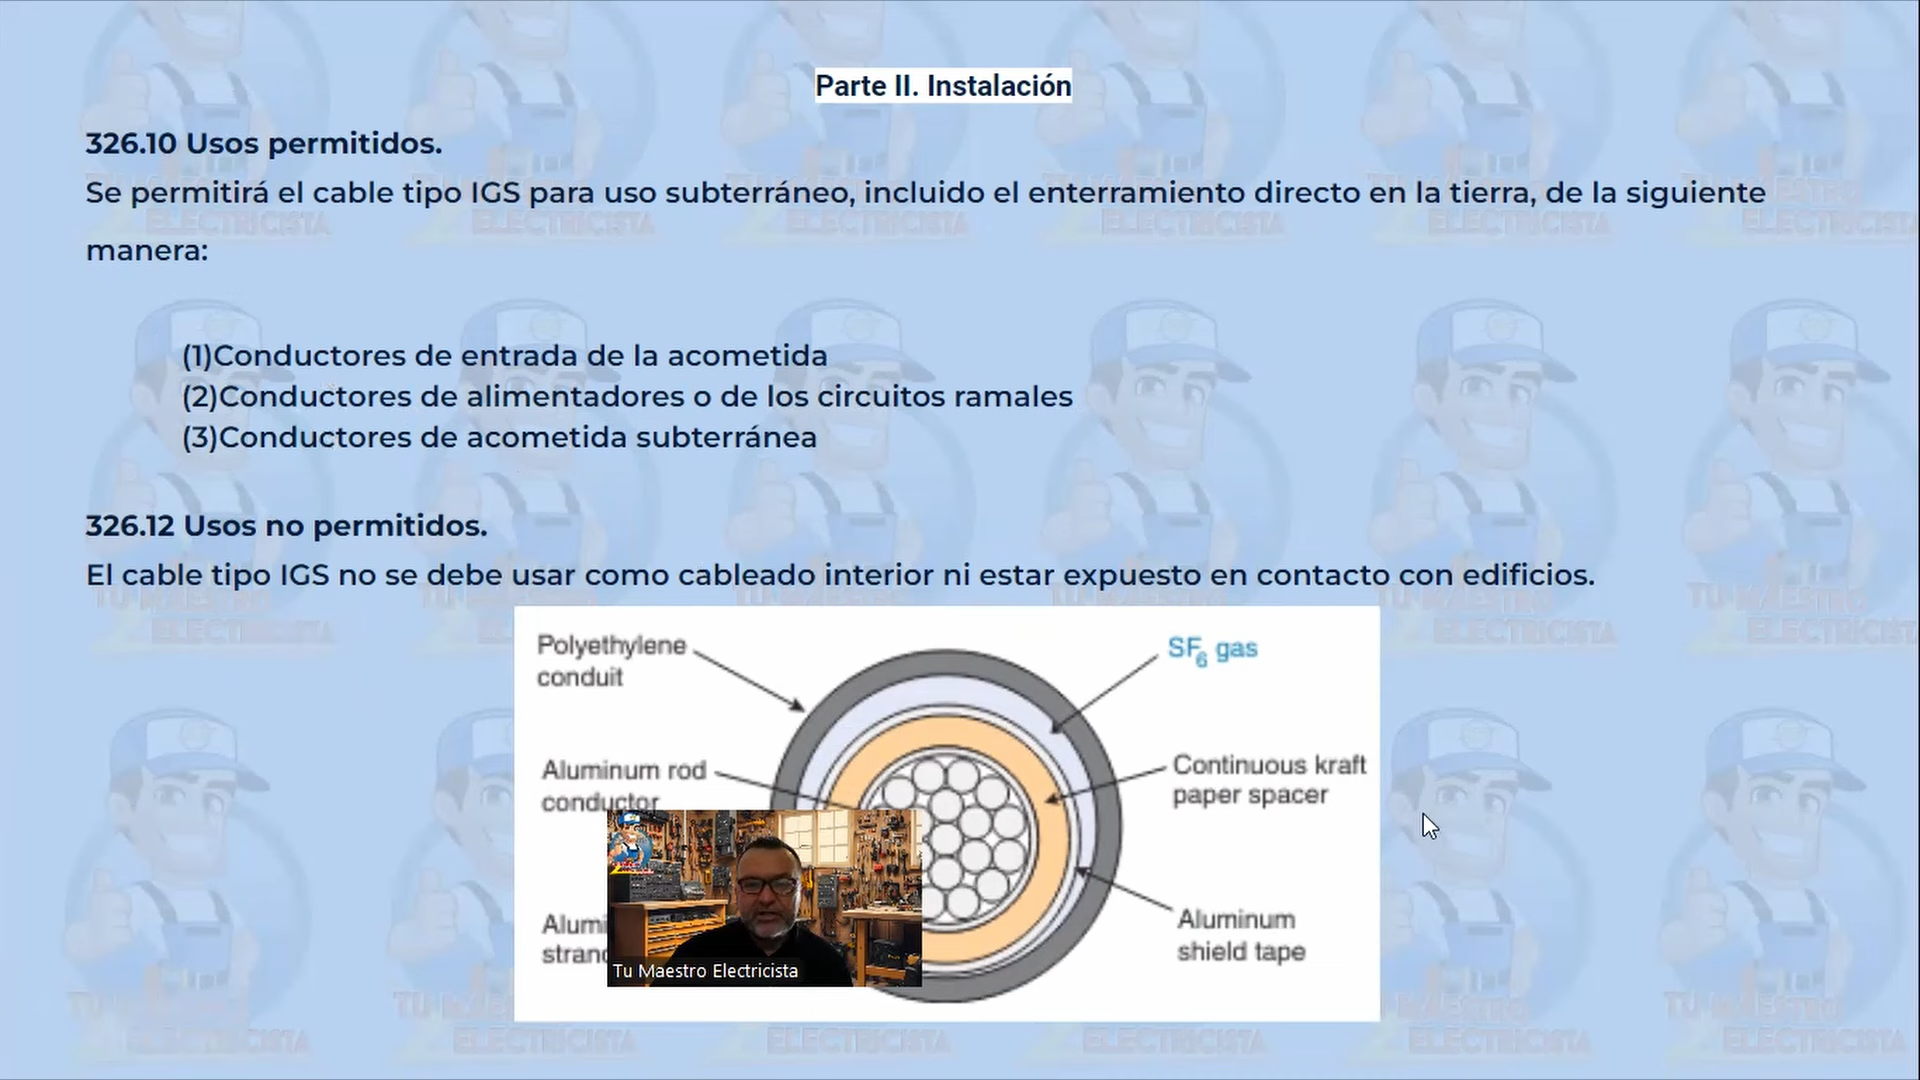 Parte II. Instalación
326.10 Usos permitidos.
Se permitirá el cable tipo IGS para uso subterráneo, incluido el enterramiento directo en la tierra, de la siguiente
manera:
(1)Conductores de entrada de la acometida
(2)Conductores de alimentadores o de los circuitos ramales
(3)Conductores de acometida subterránea
326.12 Usos no permitidos.
El cable tipo IGS no se debe usar como cableado interior ni estar expuesto en contacto con edificios.
Polyethylene
conduit
SF6 gas
Aluminum rod
conductor
Continuous kraft
paper spacer
Aluminum
shield tape
Tu Maestro Electricista
TU MAESTRO
ELECTRICISTA